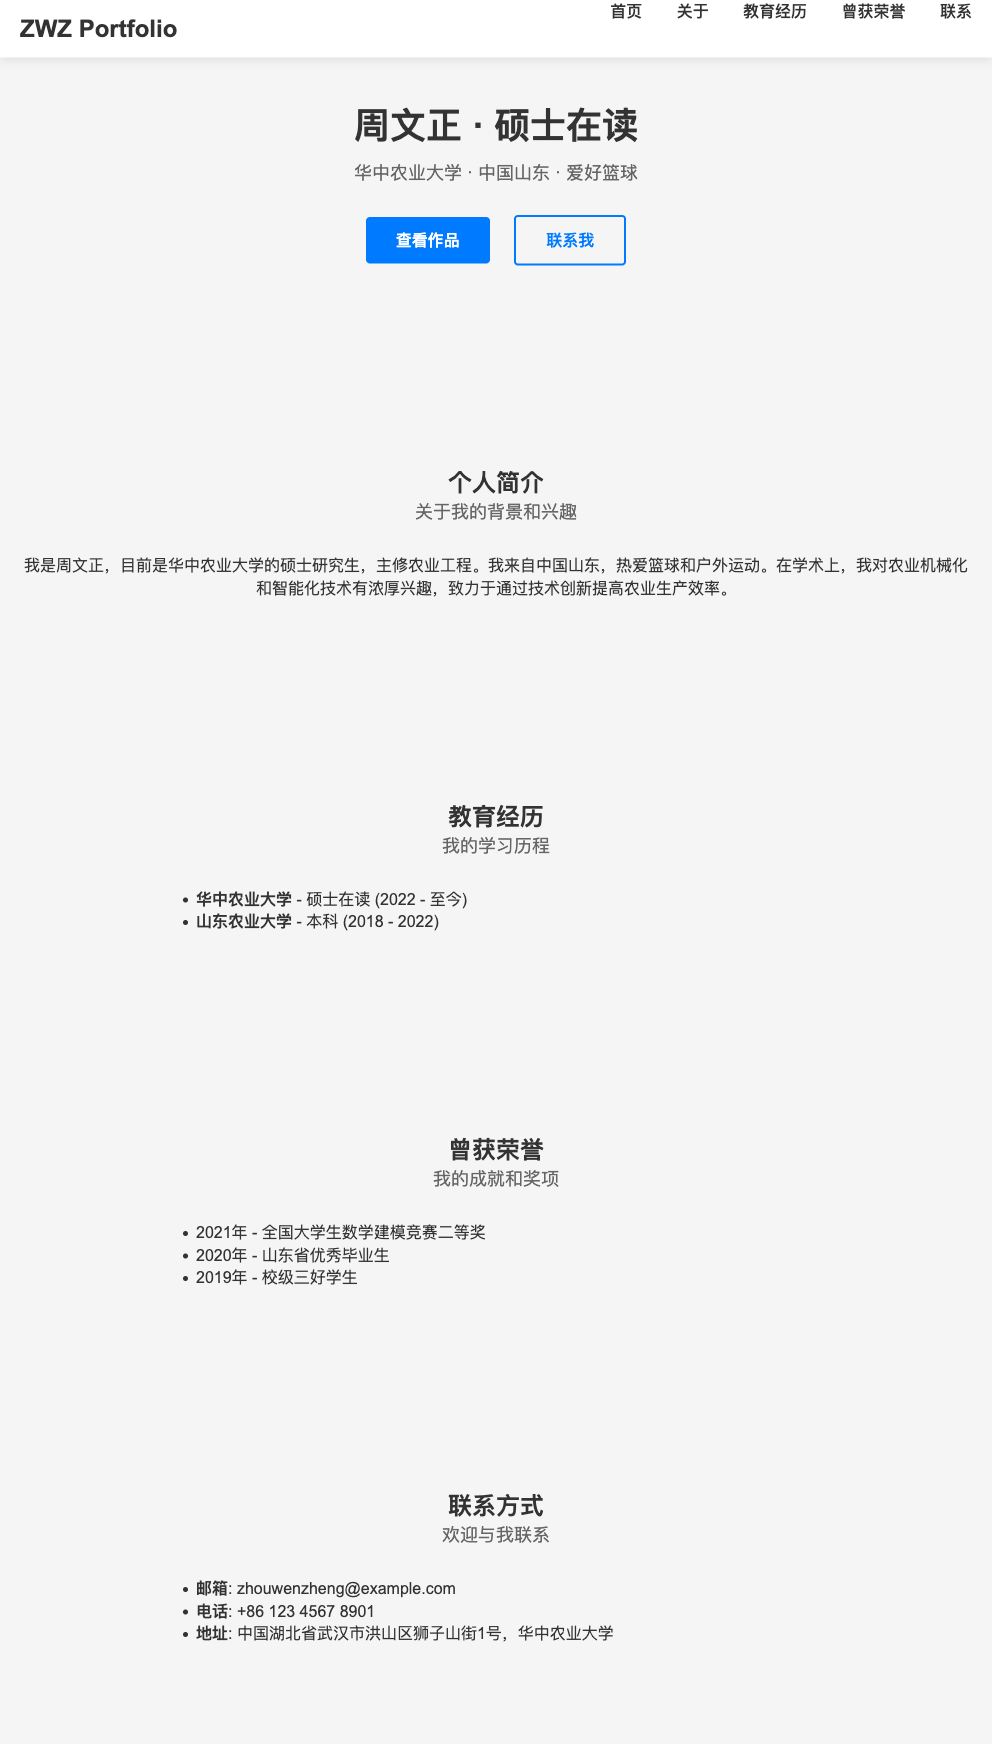 ZWZ Portfolio
首页 关于 教育经历 曾获荣誉 联系
周文正 · 硕士在读
华中农业大学 · 中国山东 · 爱好篮球
查看作品 联系我
个人简介
关于我的背景和兴趣
我是周文正，目前是华中农业大学的硕士研究生，主修农业工程。我来自中国山东，热爱篮球和户外运动。在学术上，我对农业机械化
和智能化技术有浓厚兴趣，致力于通过技术创新提高农业生产效率。
教育经历
我的学习历程
• 华中农业大学 - 硕士在读 (2022 - 至今)
• 山东农业大学 - 本科 (2018 - 2022)
曾获荣誉
我的成就和奖项
• 2021年 - 全国大学生数学建模竞赛二等奖
• 2020年 - 山东省优秀毕业生
• 2019年 - 校级三好学生
联系方式
欢迎与我联系
• 邮箱: zhouwenzheng@example.com
• 电话: +86 123 4567 8901
• 地址: 中国湖北省武汉市洪山区狮子山街1号，华中农业大学